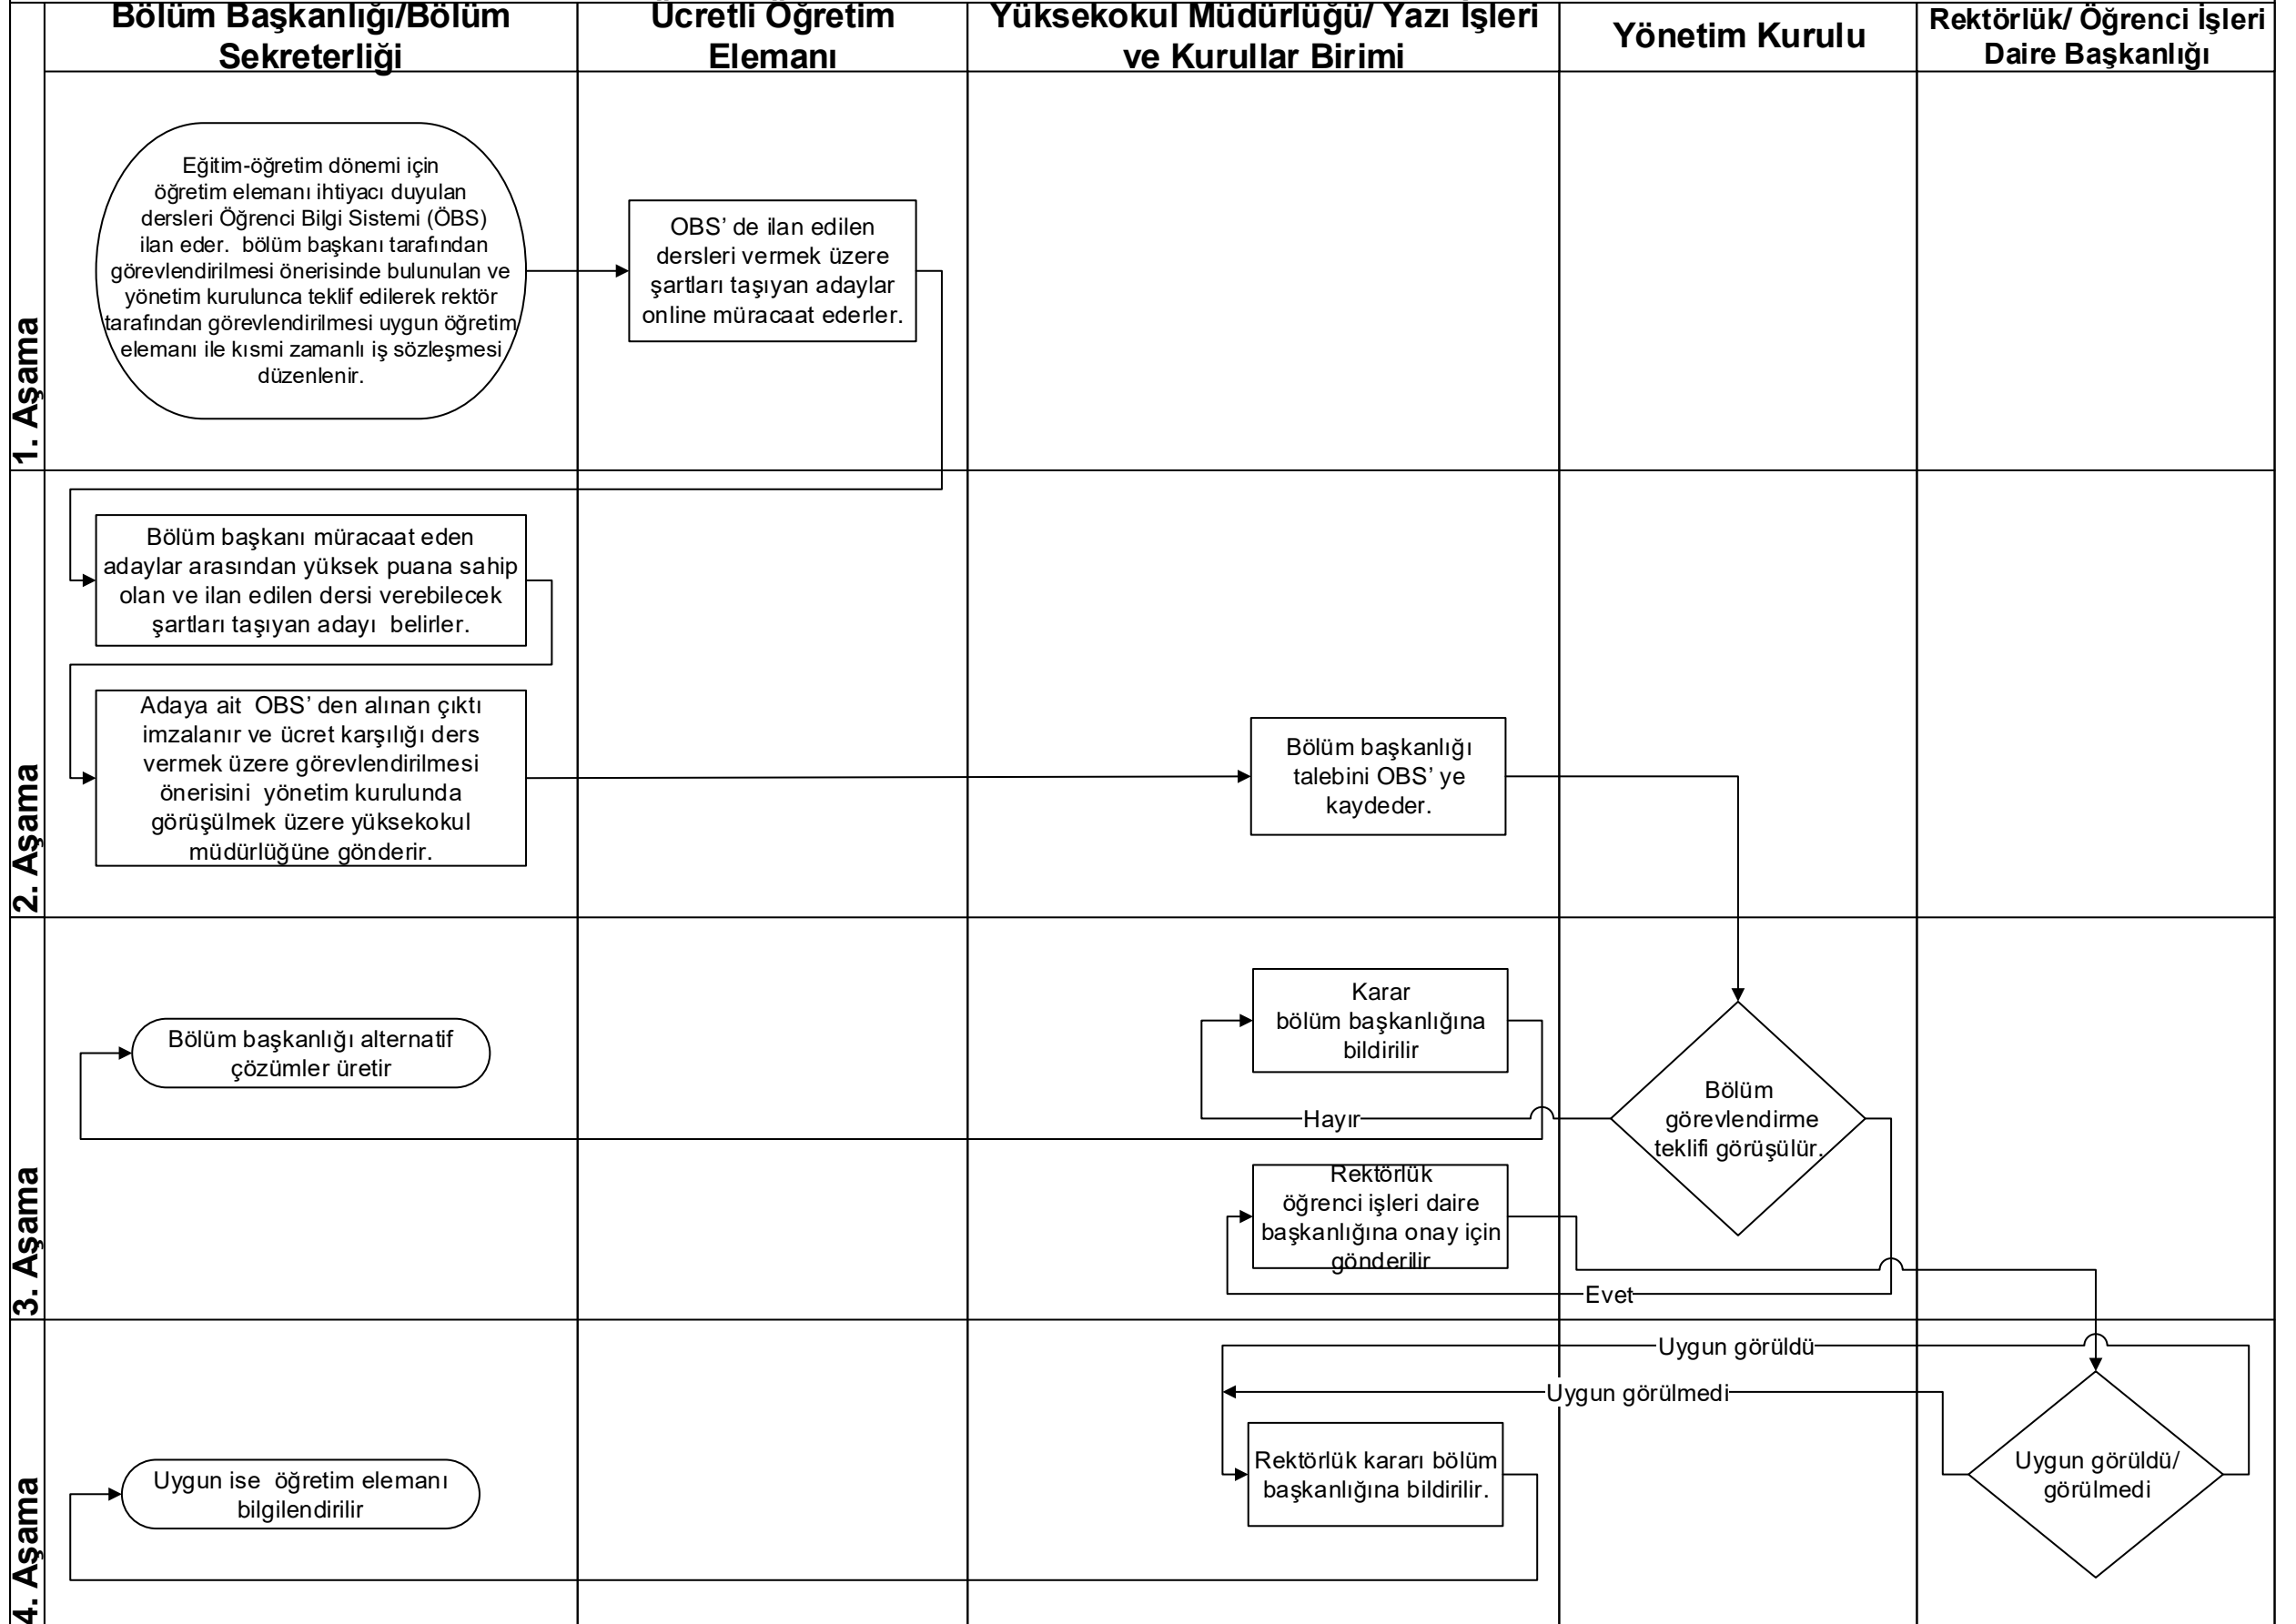 Bölüm Başkanlığı/Bölüm
Sekreterliği
Ücretli Öğretim
Elemanı
Yüksekokul Müdürlüğü/ Yazı İşleri
ve Kurullar Birimi
Yönetim Kurulu
Rektörlük/ Öğrenci İşleri
Daire Başkanlığı
1. Aşama
Eğitim-öğretim dönemi için
öğretim elemanı ihtiyacı duyulan
dersleri Öğrenci Bilgi Sistemi (ÖBS)
ilan eder.  bölüm başkanı tarafından
görevlendirilmesi önerisinde bulunulan ve
yönetim kurulunca teklif edilerek rektör
tarafından görevlendirilmesi uygun öğretim
elemanı ile kısmi zamanlı iş sözleşmesi
düzenlenir.
OBS’ de ilan edilen
dersleri vermek üzere
şartları taşıyan adaylar
online müracaat ederler.
2. Aşama
Bölüm başkanı müracaat eden
adaylar arasından yüksek puana sahip
olan ve ilan edilen dersi verebilecek
şartları taşıyan adayı  belirler.
Adaya ait  OBS’ den alınan çıktı
imzalanır ve ücret karşılığı ders
vermek üzere görevlendirilmesi
önerisini  yönetim kurulunda
görüşülmek üzere yüksekokul
müdürlüğüne gönderir.
Bölüm başkanlığı
talebini OBS’ ye
kaydeder.
3. Aşama
Bölüm başkanlığı alternatif
çözümler üretir
Karar
bölüm başkanlığına
bildirilir
Hayır
Bölüm
görevlendirme
teklifi görüşülür.
Rektörlük
öğrenci işleri daire
başkanlığına onay için
gönderilir
Evet
4. Aşama
Uygun görüldü
Uygun görülmedi
Uygun ise  öğretim elemanı
bilgilendirilir
Rektörlük kararı bölüm
başkanlığına bildirilir.
Uygun görüldü/
görülmedi